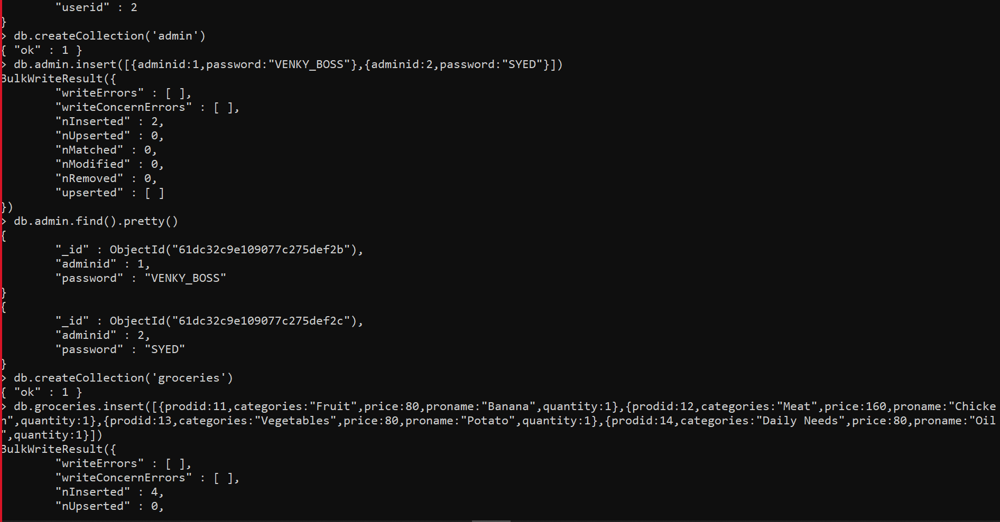 "userid" : 2
}
> db.createCollection('admin')
{ "ok" : 1 }
> db.admin.insert([{adminid:1,password:"VENKY_BOSS"},{adminid:2,password:"SYED"}])
BulkWriteResult({
        "writeErrors" : [ ],
        "writeConcernErrors" : [ ],
        "nInserted" : 2,
        "nUpserted" : 0,
        "nMatched" : 0,
        "nModified" : 0,
        "nRemoved" : 0,
        "upserted" : [ ]
})
> db.admin.find().pretty()
{
        "_id" : ObjectId("61dc32c9e109077c275def2b"),
        "adminid" : 1,
        "password" : "VENKY_BOSS"
}
{
        "_id" : ObjectId("61dc32c9e109077c275def2c"),
        "adminid" : 2,
        "password" : "SYED"
}
> db.createCollection('groceries')
{ "ok" : 1 }
> db.groceries.insert([{prodid:11,categories:"Fruit",price:80,proname:"Banana",quantity:1},{prodid:12,categories:"Meat",price:160,proname:"Chicke
n",quantity:1},{prodid:13,categories:"Vegetables",price:80,proname:"Potato",quantity:1},{prodid:14,categories:"Daily Needs",price:80,proname:"Oil
",quantity:1}])
BulkWriteResult({
        "writeErrors" : [ ],
        "writeConcernErrors" : [ ],
        "nInserted" : 4,
        "nUpserted" : 0,